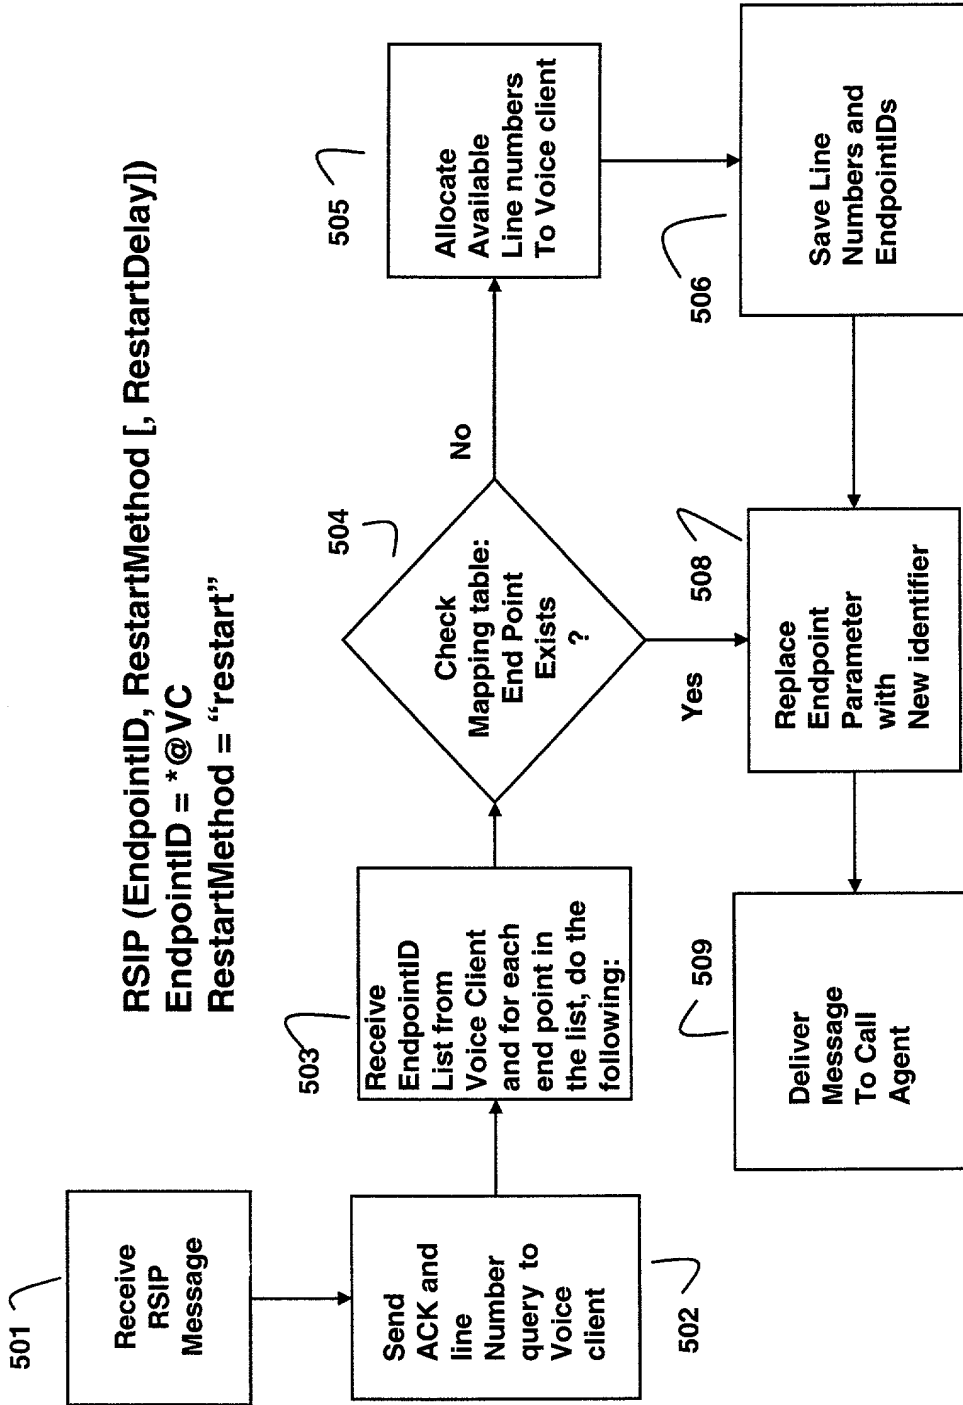 RSIP (EndpointID, RestartMethod [, RestartDelay])
EndpointID = *@VC
RestartMethod = “restart”
501
Receive
RSIP
Message
Send
ACK and
line
Number
query to
Voice
client
502
503
Receive
EndpointID
List from
Voice Client
and for each
end point in
the list, do the
following:
504
Check
Mapping table:
End Point
Exists
?
No
Yes
505
Allocate
Available
Line numbers
To Voice client
506
Save Line
Numbers and
EndpointIDs
508
Replace
Endpoint
Parameter
with
New identifier
509
Deliver
Message
To Call
Agent